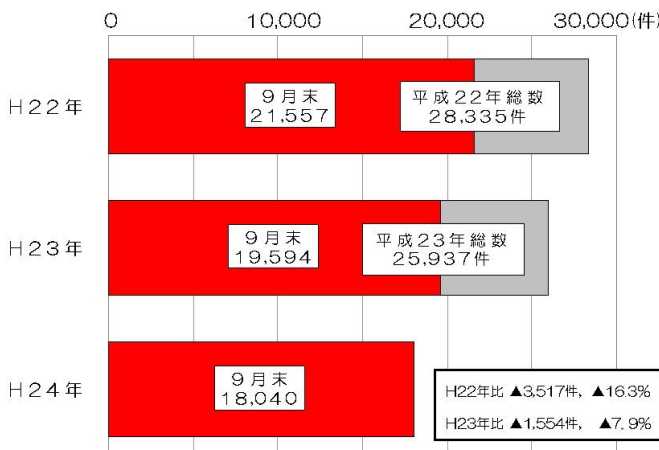 0 10,000 20,000 30,000(件)
H22年
9月末
21,557
平成22年総数
28,335件
H23年
9月末
19,594
平成23年総数
25,937件
H24年
9月末
18,040
H22年比 ▲3,517件, ▲16.3%
H23年比 ▲1,554件, ▲7.9%